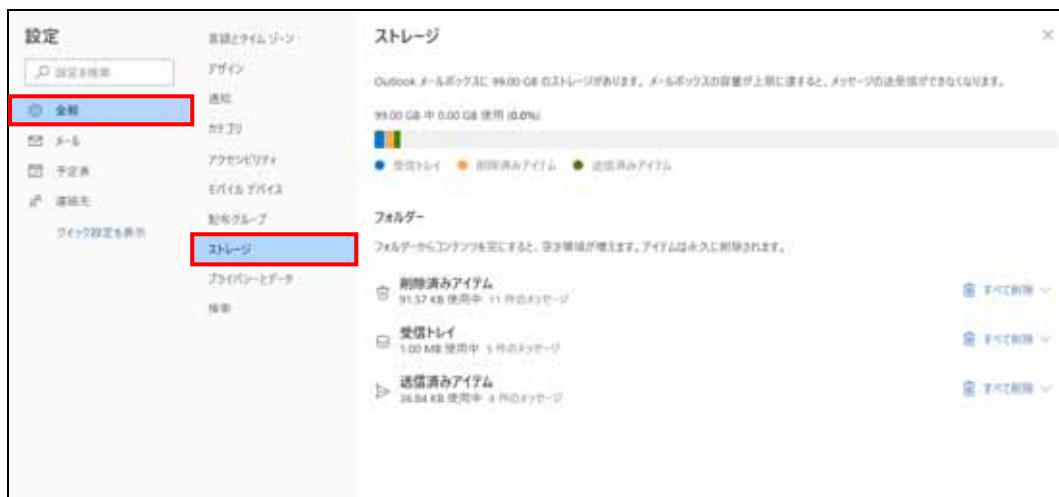 設定
設定を検索
全般
メール
予定表
連絡先
クイック設定を表示
言語とタイム ゾーン
デザイン
通知
カテゴリ
アクセシビリティ
モバイル デバイス
配布グループ
ストレージ
プライバシーとデータ
検索
ストレージ
Outlook メールボックスに 99.00 GB のストレージがあります。メールボックスの容量が上限に達すると、メッセージの送受信ができなくなります。
99.00 GB 中 0.00 GB 使用 (0.0%)
受信トレイ 削除済みアイテム 送信済みアイテム
フォルダー
フォルダーからコンテンツを空にすると、空き領域が増えます。アイテムは永久に削除されます。
削除済みアイテム
91.57 KB 使用中 11 件のメッセージ
すべて削除
受信トレイ
1.00 MB 使用中 5 件のメッセージ
すべて削除
送信済みアイテム
36.84 KB 使用中 4 件のメッセージ
すべて削除